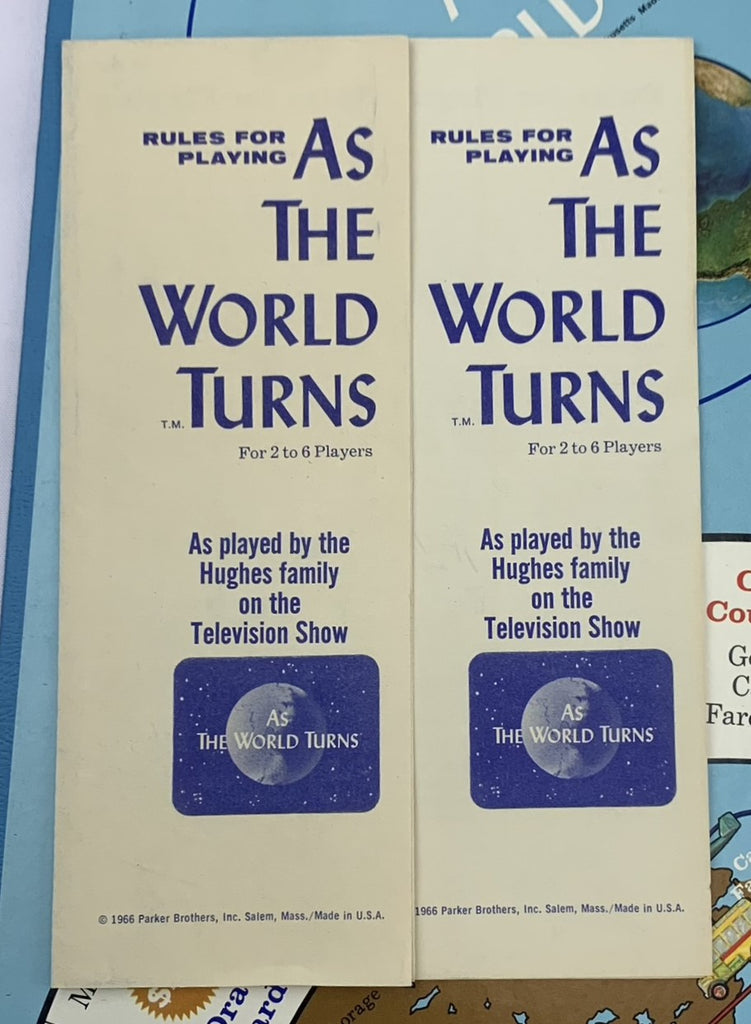 RULES FOR
PLAYING
AS
THE
WORLD
TURNS
T.M.
For 2 to 6 Players
As played by the
Hughes family
on the
Television Show
AS
THE WORLD TURNS
© 1966 Parker Brothers, Inc. Salem, Mass./Made in U.S.A.
RULES FOR
PLAYING
AS
THE
WORLD
TURNS
T.M.
For 2 to 6 Players
As played by the
Hughes family
on the
Television Show
AS
THE WORLD TURNS
1966 Parker Brothers, Inc. Salem, Mass./Made in U.S.A.